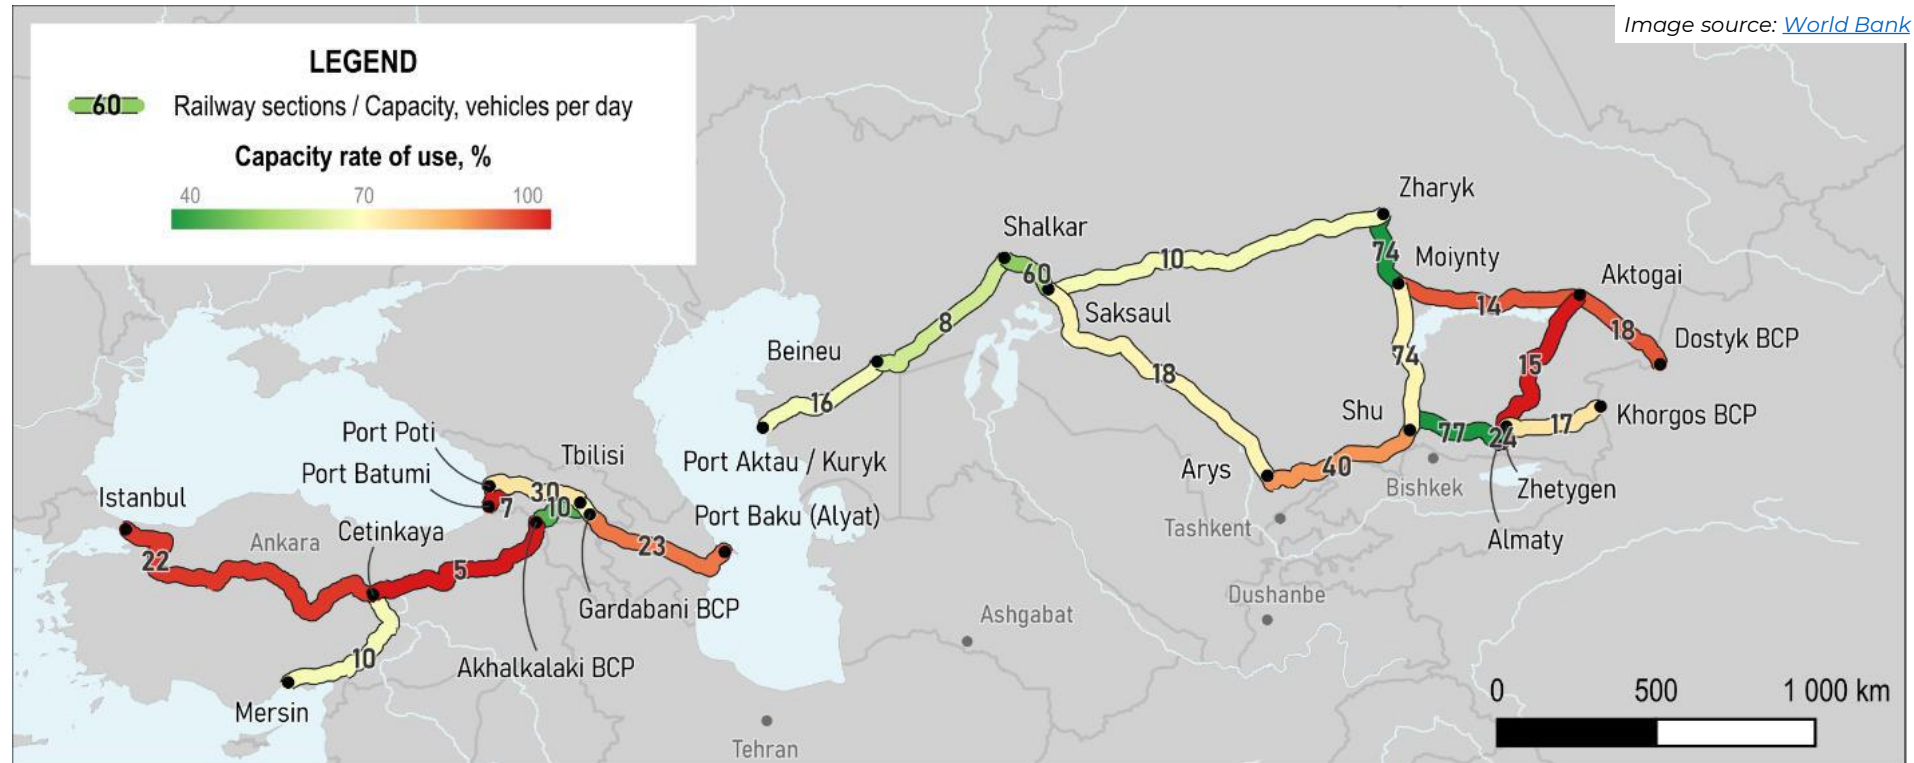 Image source: World Bank
LEGEND
60 Railway sections / Capacity, vehicles per day
Capacity rate of use, %
40 70 100
Zharyk
Shalkar
74
Moiynty
10
60
Aktogai
Saksaul
14
18
8
Dostyk BCP
Beineu
74
15
18
16
Shu
Khorgos BCP
17
77
24
Port Poti
Tbilisi
Port Aktau / Kuryk
Arys
40
Bishkek
Zhetygen
Port Batumi
Istanbul
30
10
7
Port Baku (Alyat)
Tashkent
Almaty
Cetinkaya
Ankara
23
22
5
Dushanbe
Gardabani BCP
Ashgabat
10
Akhalkalaki BCP
Mersin
0 500 1 000 km
Tehran